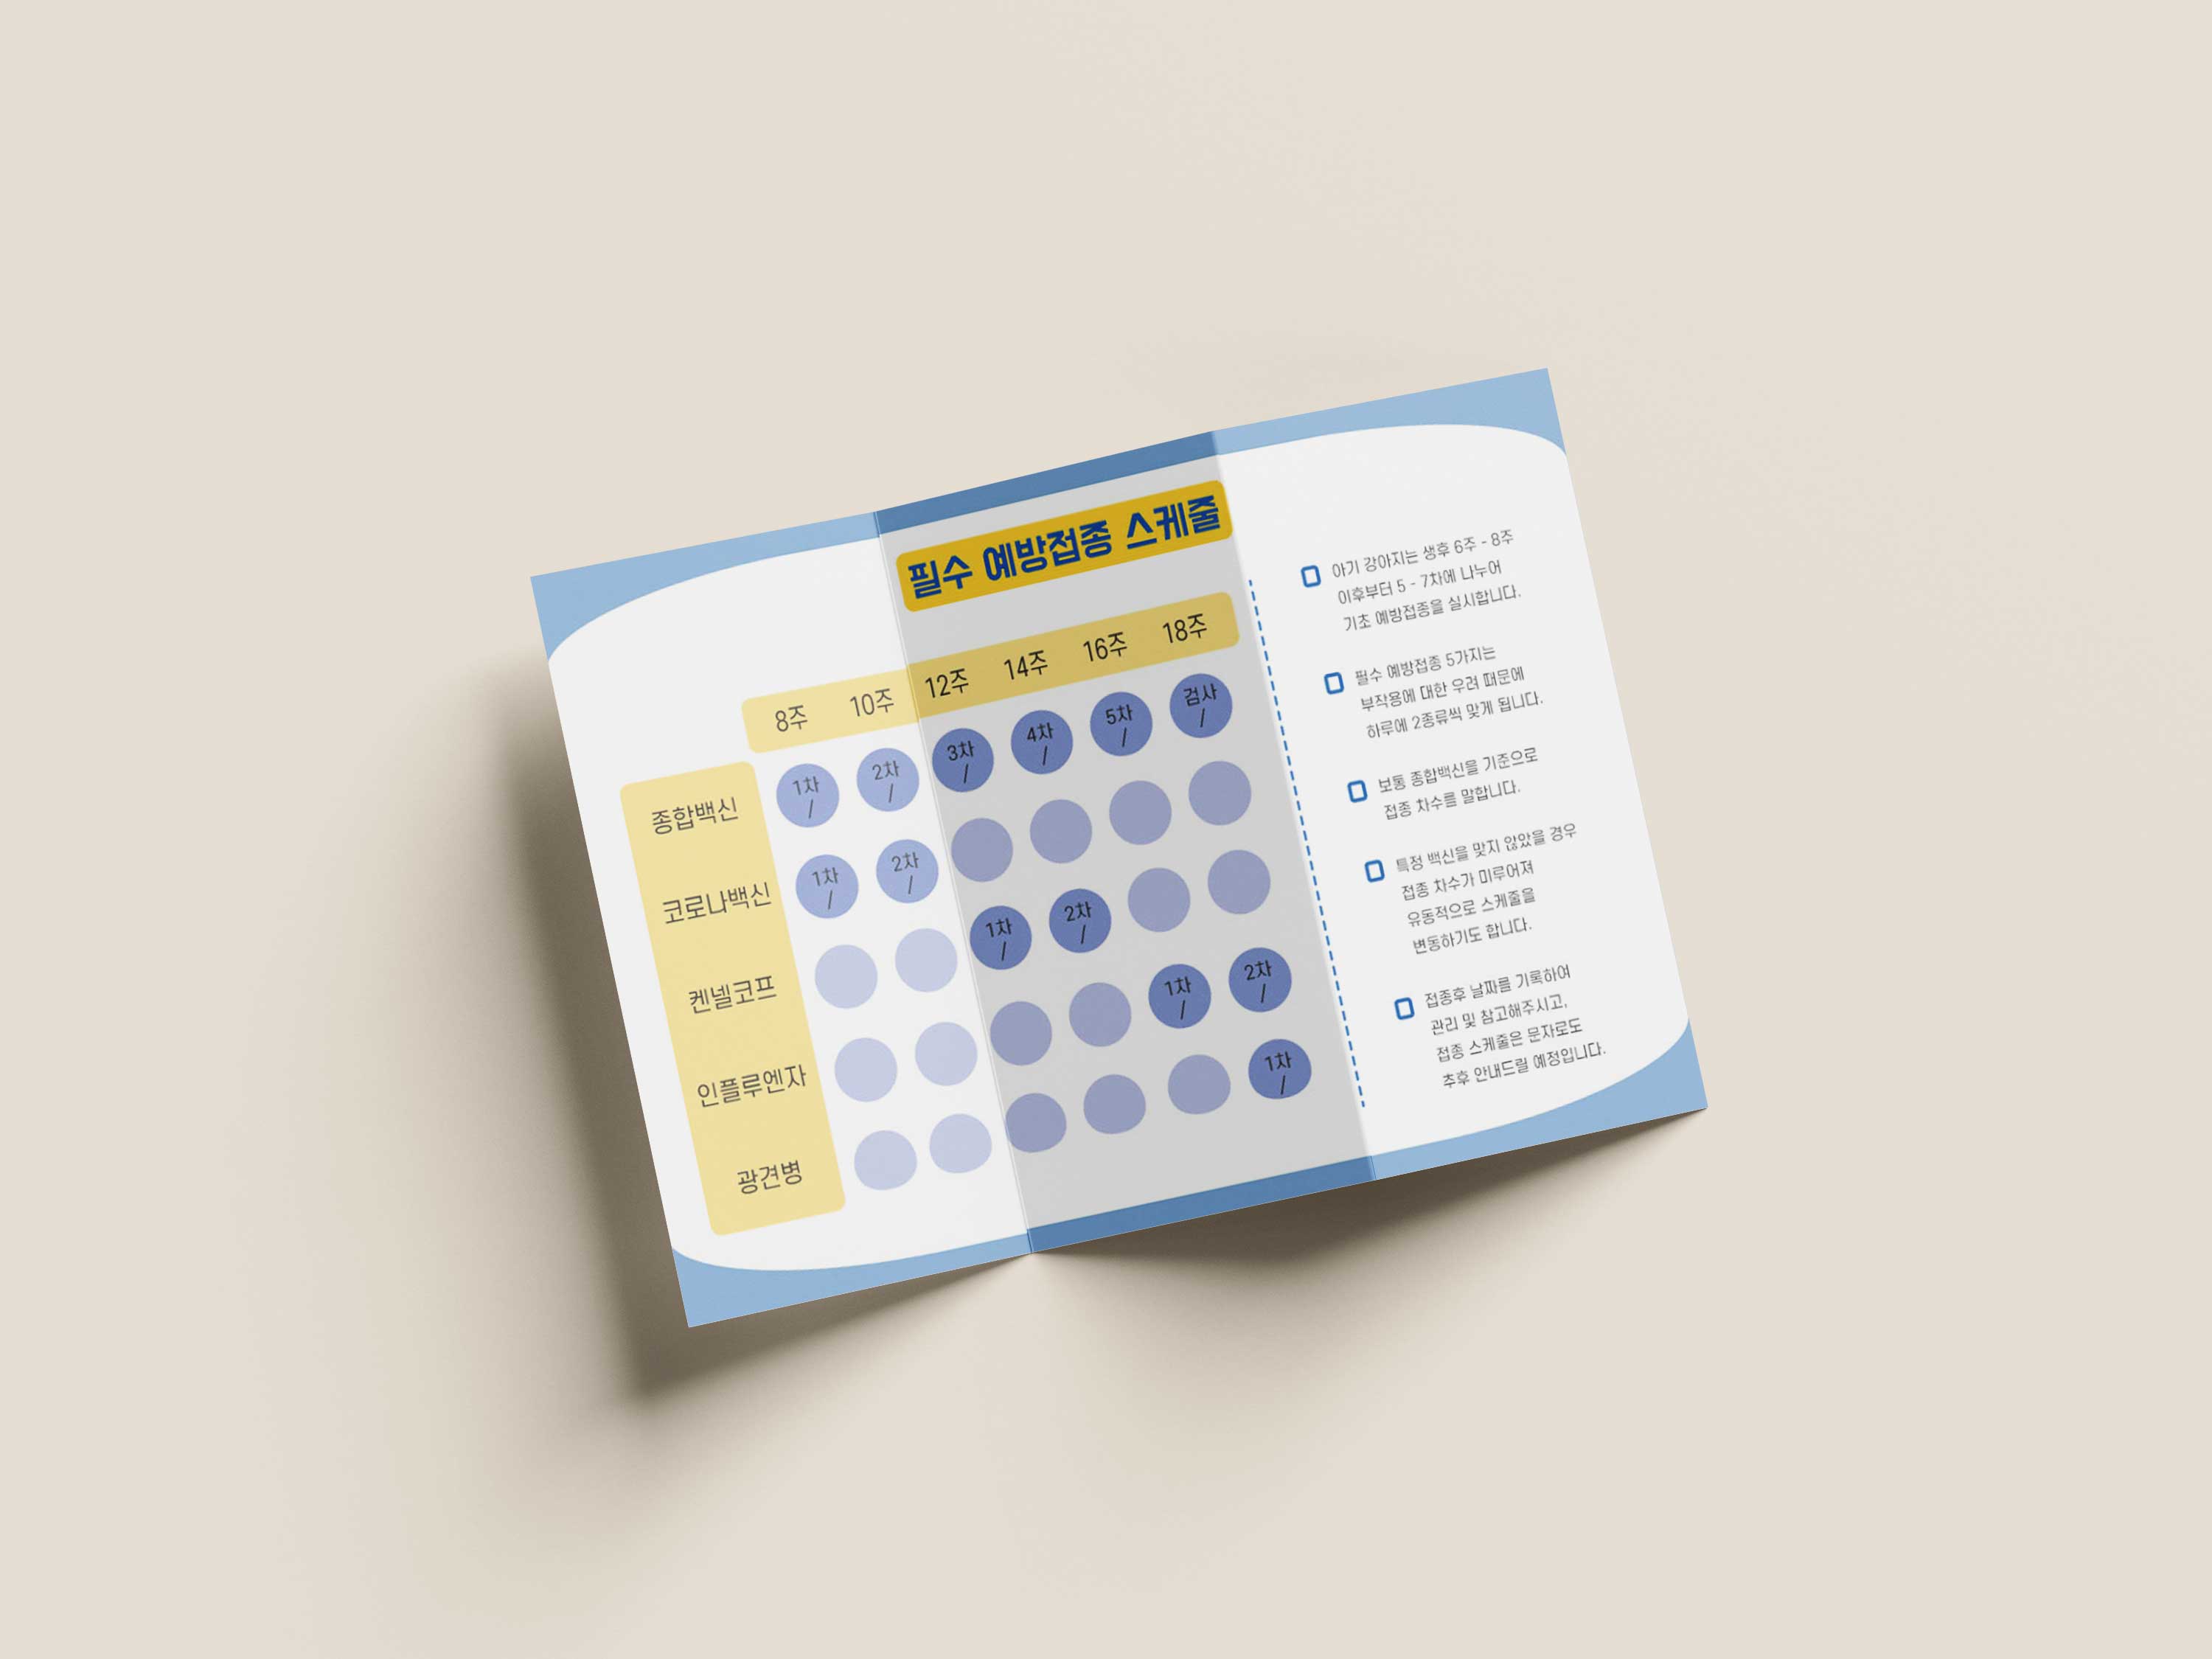 필수 예방접종 스케줄
8주 10주 12주 14주 16주 18주
종합백신 1차 / 2차 / 3차 / 4차 / 5차 / 검사 /
코로나백신 1차 / 2차 /
켄넬코프 1차 / 2차 /
인플루엔자 1차 / 2차 /
광견병 1차 /
아기 강아지는 생후 6주 - 8주
이후부터 5 - 7차에 나누어
기초 예방접종을 실시합니다.
필수 예방접종 5가지는
부작용에 대한 우려 때문에
하루에 2종류씩 맞게 됩니다.
보통 종합백신을 기준으로
접종 차수를 말합니다.
특정 백신을 맞지 않았을 경우
접종 차수가 미루어져
유동적으로 스케줄을
변동하기도 합니다.
접종후 날짜를 기록하여
관리 및 참고해주시고,
접종 스케줄은 문자로도
추후 안내드릴 예정입니다.